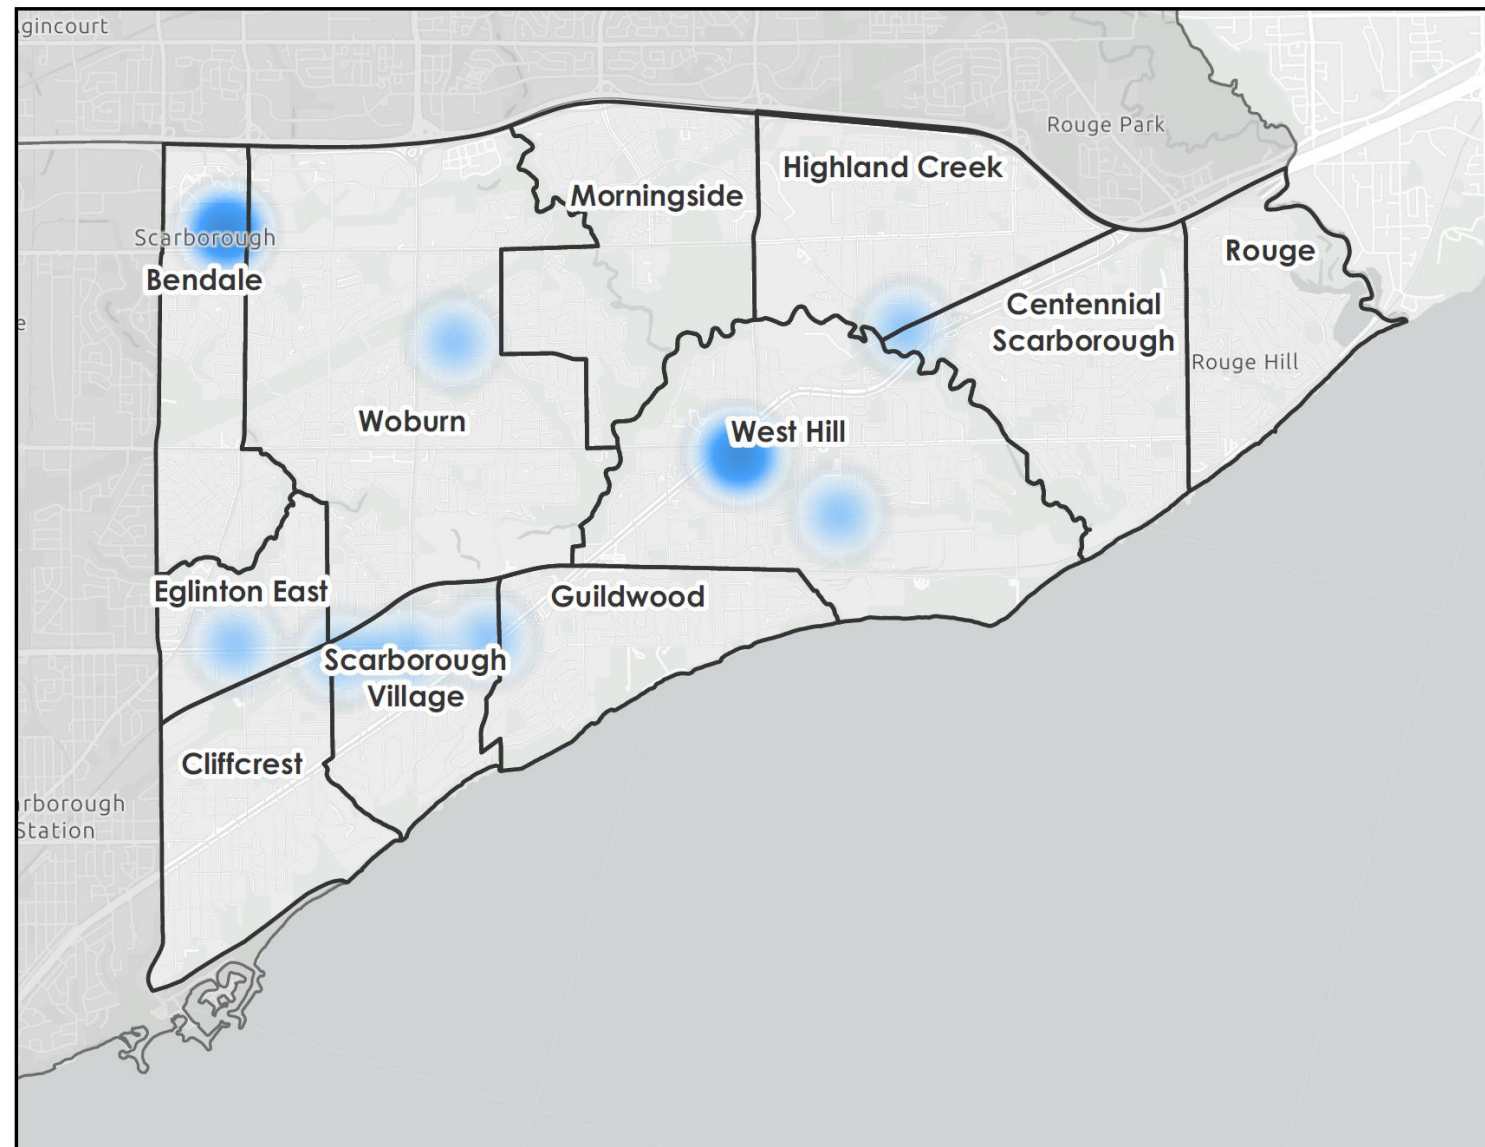 gincourt
Rouge Park
Highland Creek
Morningside
Scarborough
Rouge
Bendale
Centennial
Scarborough
Rouge Hill
Woburn
West Hill
Eglinton East
Guildwood
Scarborough
Village
Cliffcrest
rborough
Station